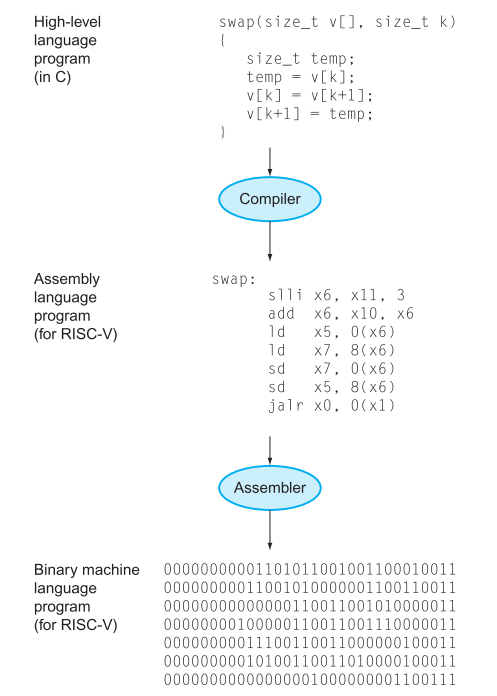 High-level
language
program
(in C)
swap(size_t v[], size_t k)
{
size_t temp;
temp = v[k];
v[k] = v[k+1];
v[k+1] = temp;
}
Compiler
Assembly
language
program
(for RISC-V)
swap:
slli x6, x11, 3
add x6, x10, x6
ld x5, 0(x6)
ld x7, 8(x6)
sd x7, 0(x6)
sd x5, 8(x6)
jalr x0, 0(x1)
Assembler
Binary machine
language
program
(for RISC-V)
00000000001101011001001100010011
00000000011001010000001100110011
00000000000000110011001010000011
00000000100000110011001110000011
00000000011100110011000000100011
00000000010100110011010000100011
00000000000000001000000001100111